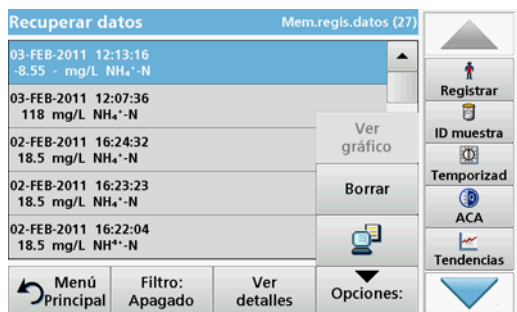 Recuperar datos Mem.regis.datos (27)
03-FEB-2011 12:13:16
-8.55 - mg/L NH₄⁺-N
03-FEB-2011 12:07:36
118 mg/L NH₄⁺-N
02-FEB-2011 16:24:32
18.5 mg/L NH₄⁺-N
02-FEB-2011 16:23:23
18.5 mg/L NH₄⁺-N
02-FEB-2011 16:22:04
18.5 mg/L NH⁴⁺-N
Ver
gráfico
Borrar
Opciones:
Menú
Principal
Filtro:
Apagado
Ver
detalles
Registrar
ID muestra
Temporizad
ACA
Tendencias